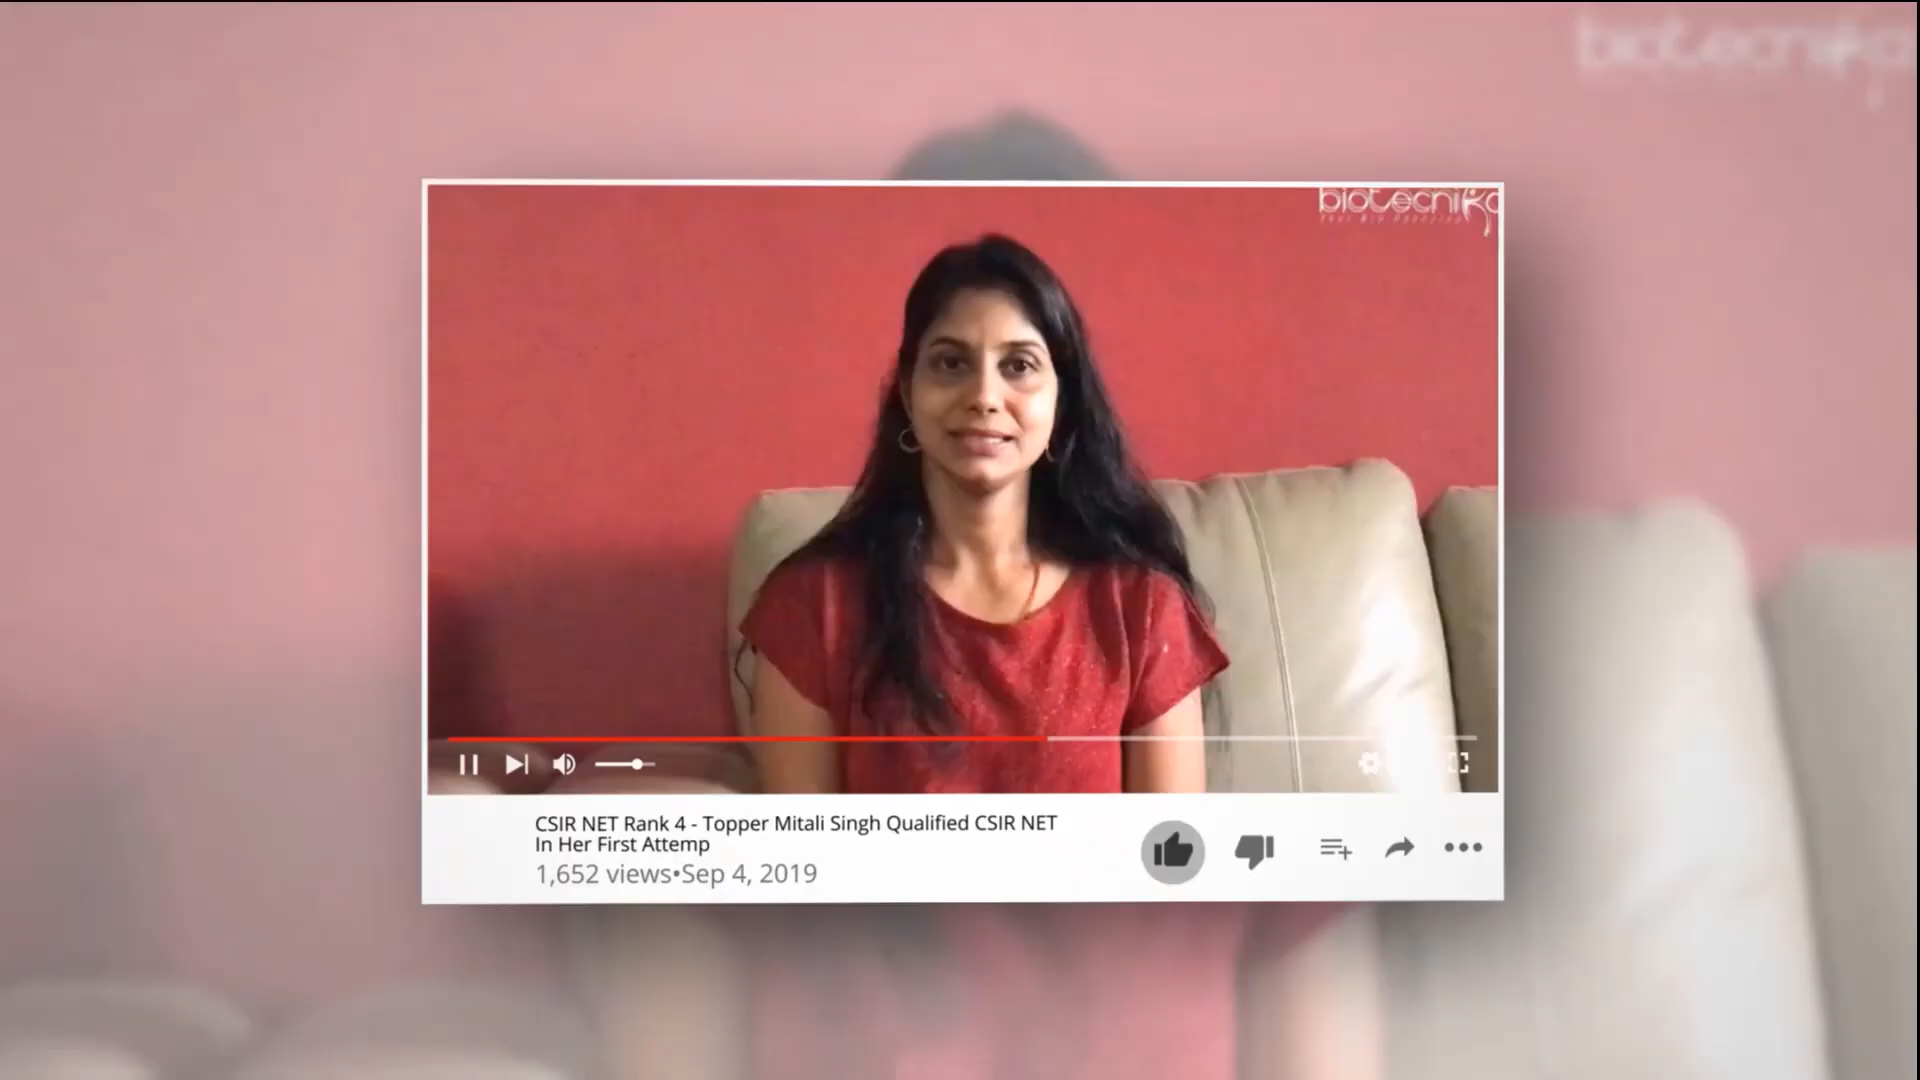 biotecnika
biotecnika
CSIR NET Rank 4 - Topper Mitali Singh Qualified CSIR NET
In Her First Attemp
1,652 views•Sep 4, 2019